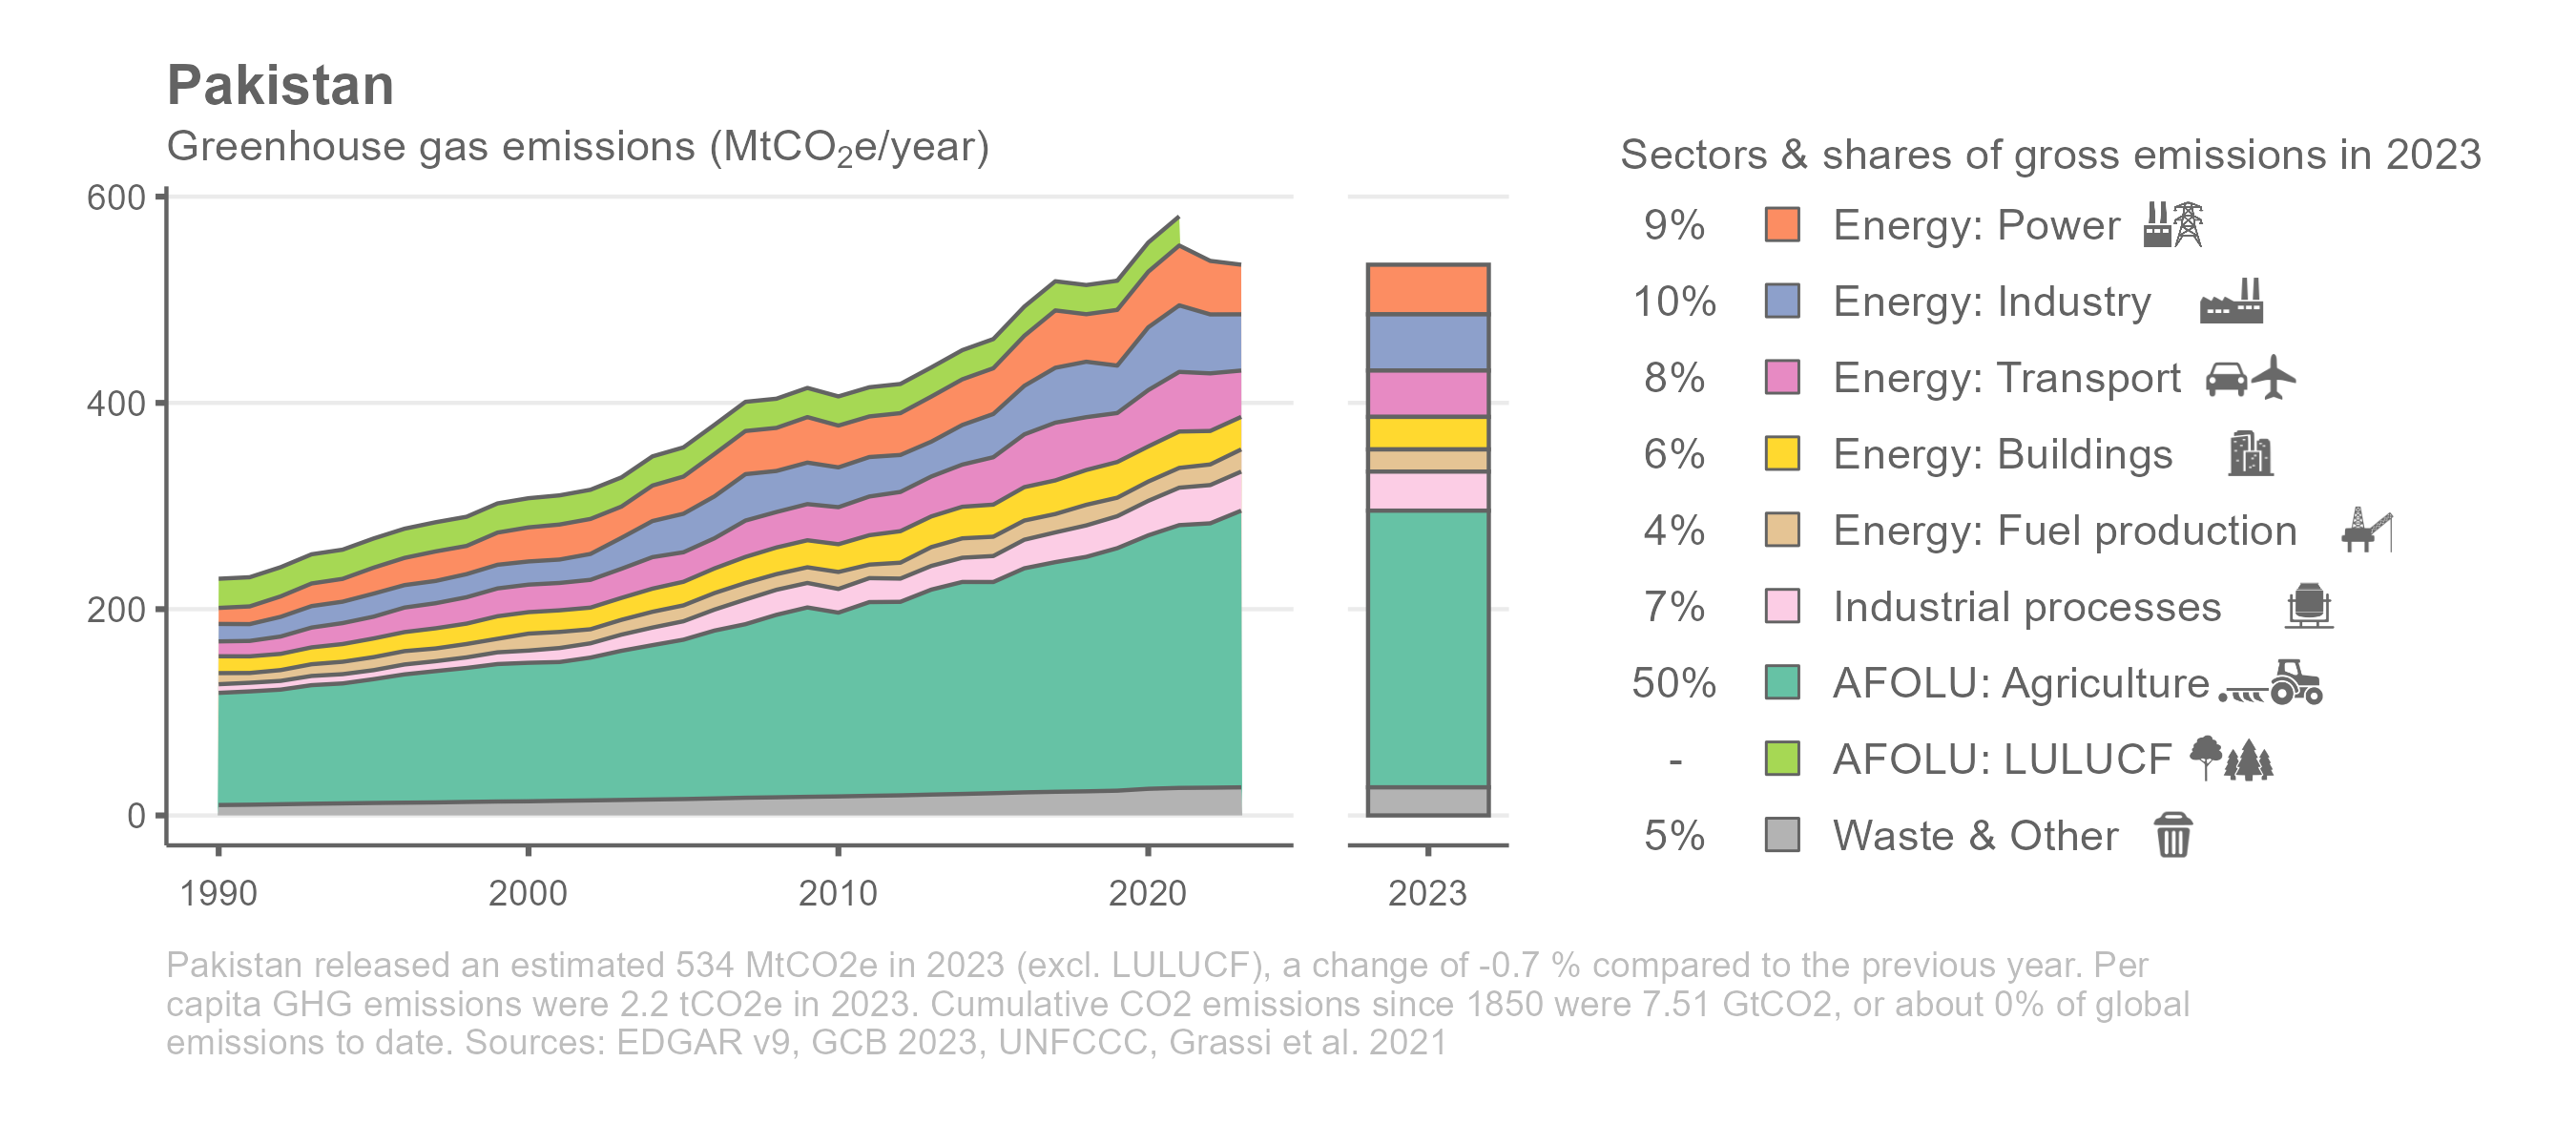 Pakistan
Greenhouse gas emissions (MtCO₂e/year)
600
400
200
0
1990
2000
2010
2020
2023
Sectors & shares of gross emissions in 2023
9% Energy: Power
10% Energy: Industry
8% Energy: Transport
6% Energy: Buildings
4% Energy: Fuel production
7% Industrial processes
50% AFOLU: Agriculture
- AFOLU: LULUCF
5% Waste & Other
Pakistan released an estimated 534 MtCO2e in 2023 (excl. LULUCF), a change of -0.7 % compared to the previous year. Per
capita GHG emissions were 2.2 tCO2e in 2023. Cumulative CO2 emissions since 1850 were 7.51 GtCO2, or about 0% of global
emissions to date. Sources: EDGAR v9, GCB 2023, UNFCCC, Grassi et al. 2021